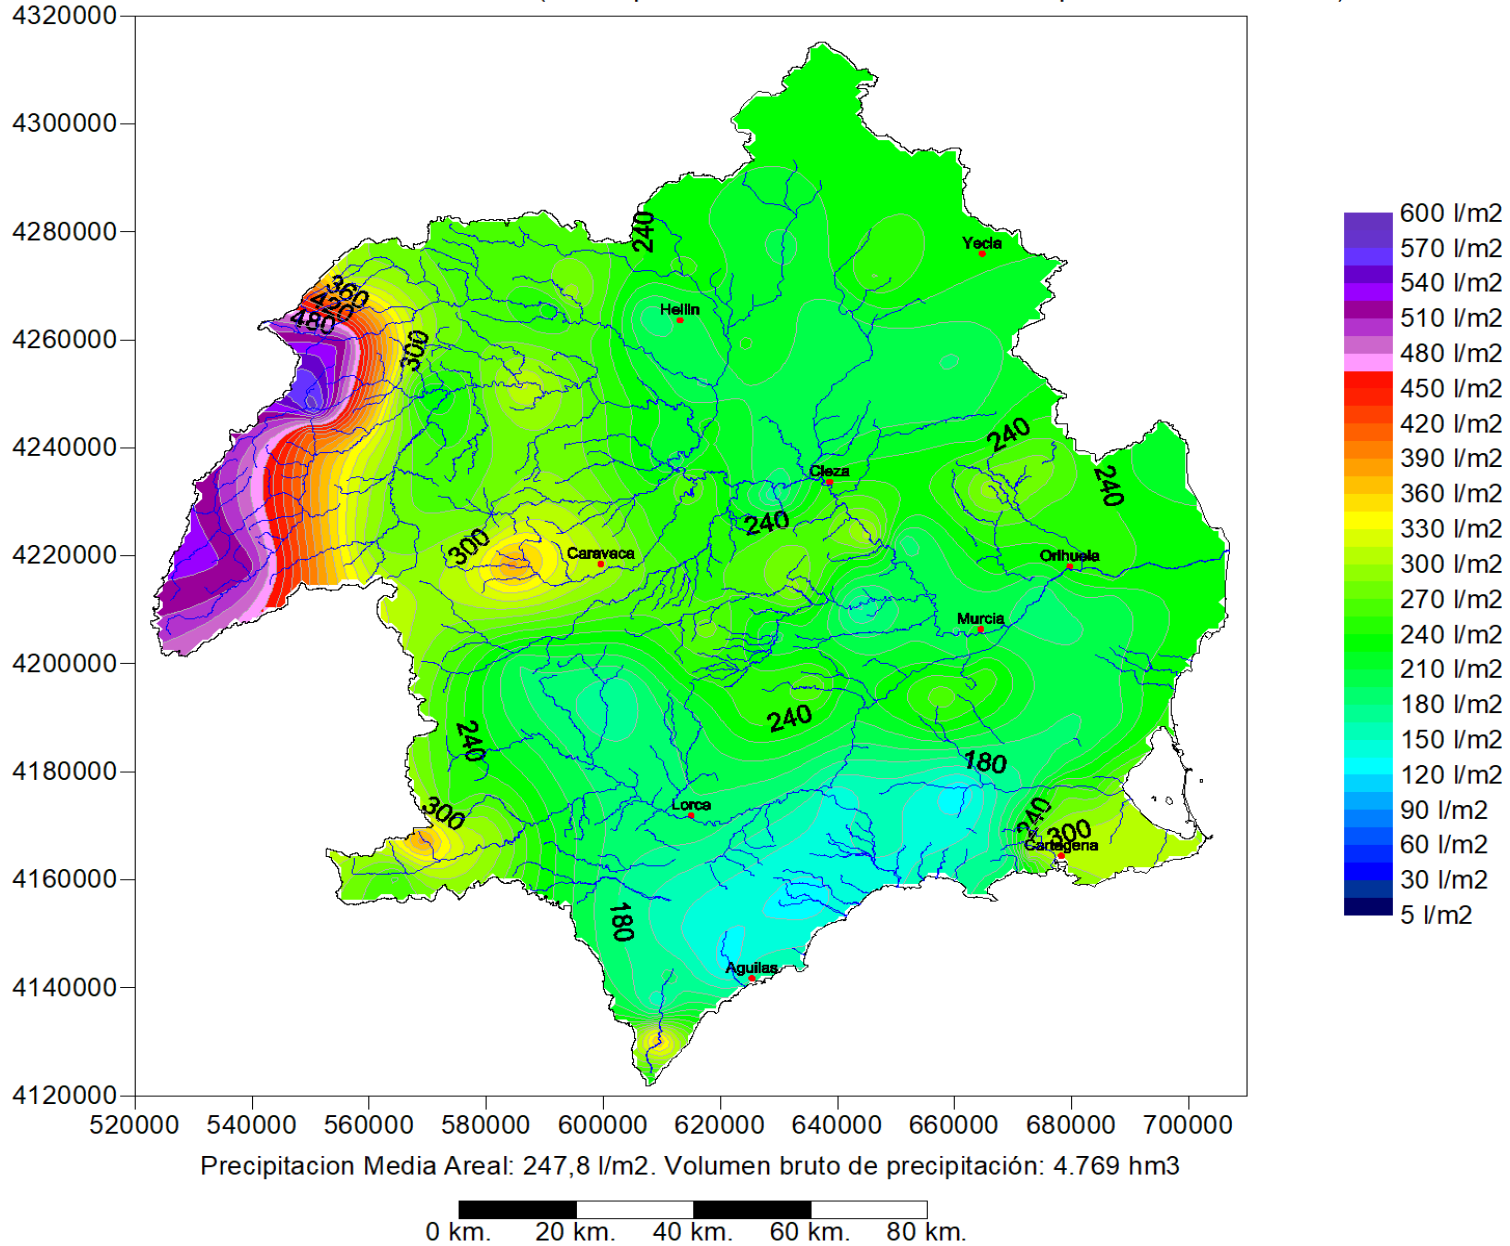 4320000
4300000
4280000
4260000
4240000
4220000
4200000
4180000
4160000
4140000
4120000
520000 540000 560000 580000 600000 620000 640000 660000 680000 700000
240
Yecla
360
420
480
Hellin
300
240
Cieza
240
240
300
Caravaca
Orihuela
Murcia
240
240
180
300
Lorca
240
300
Cartagena
180
Aguilas
600 l/m2
570 l/m2
540 l/m2
510 l/m2
480 l/m2
450 l/m2
420 l/m2
390 l/m2
360 l/m2
330 l/m2
300 l/m2
270 l/m2
240 l/m2
210 l/m2
180 l/m2
150 l/m2
120 l/m2
90 l/m2
60 l/m2
30 l/m2
5 l/m2
Precipitacion Media Areal: 247,8 l/m2. Volumen bruto de precipitación: 4.769 hm3
0 km. 20 km. 40 km. 60 km. 80 km.